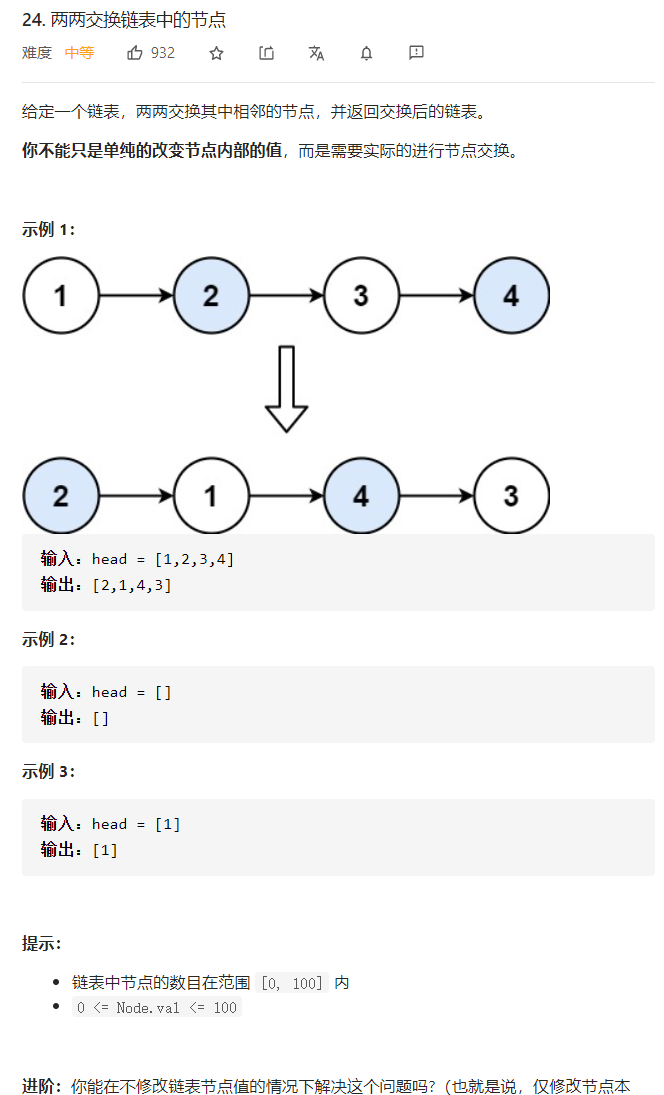 24. 两两交换链表中的节点
难度 中等 932
给定一个链表，两两交换其中相邻的节点，并返回交换后的链表。
你不能只是单纯的改变节点内部的值，而是需要实际的进行节点交换。
示例 1：
1 2 3 4
2 1 4 3
输入：head = [1,2,3,4]
输出：[2,1,4,3]
示例 2：
输入：head = []
输出：[]
示例 3：
输入：head = [1]
输出：[1]
提示：
链表中节点的数目在范围 [0, 100] 内
0 <= Node.val <= 100
进阶：你能在不修改链表节点值的情况下解决这个问题吗?（也就是说，仅修改节点本